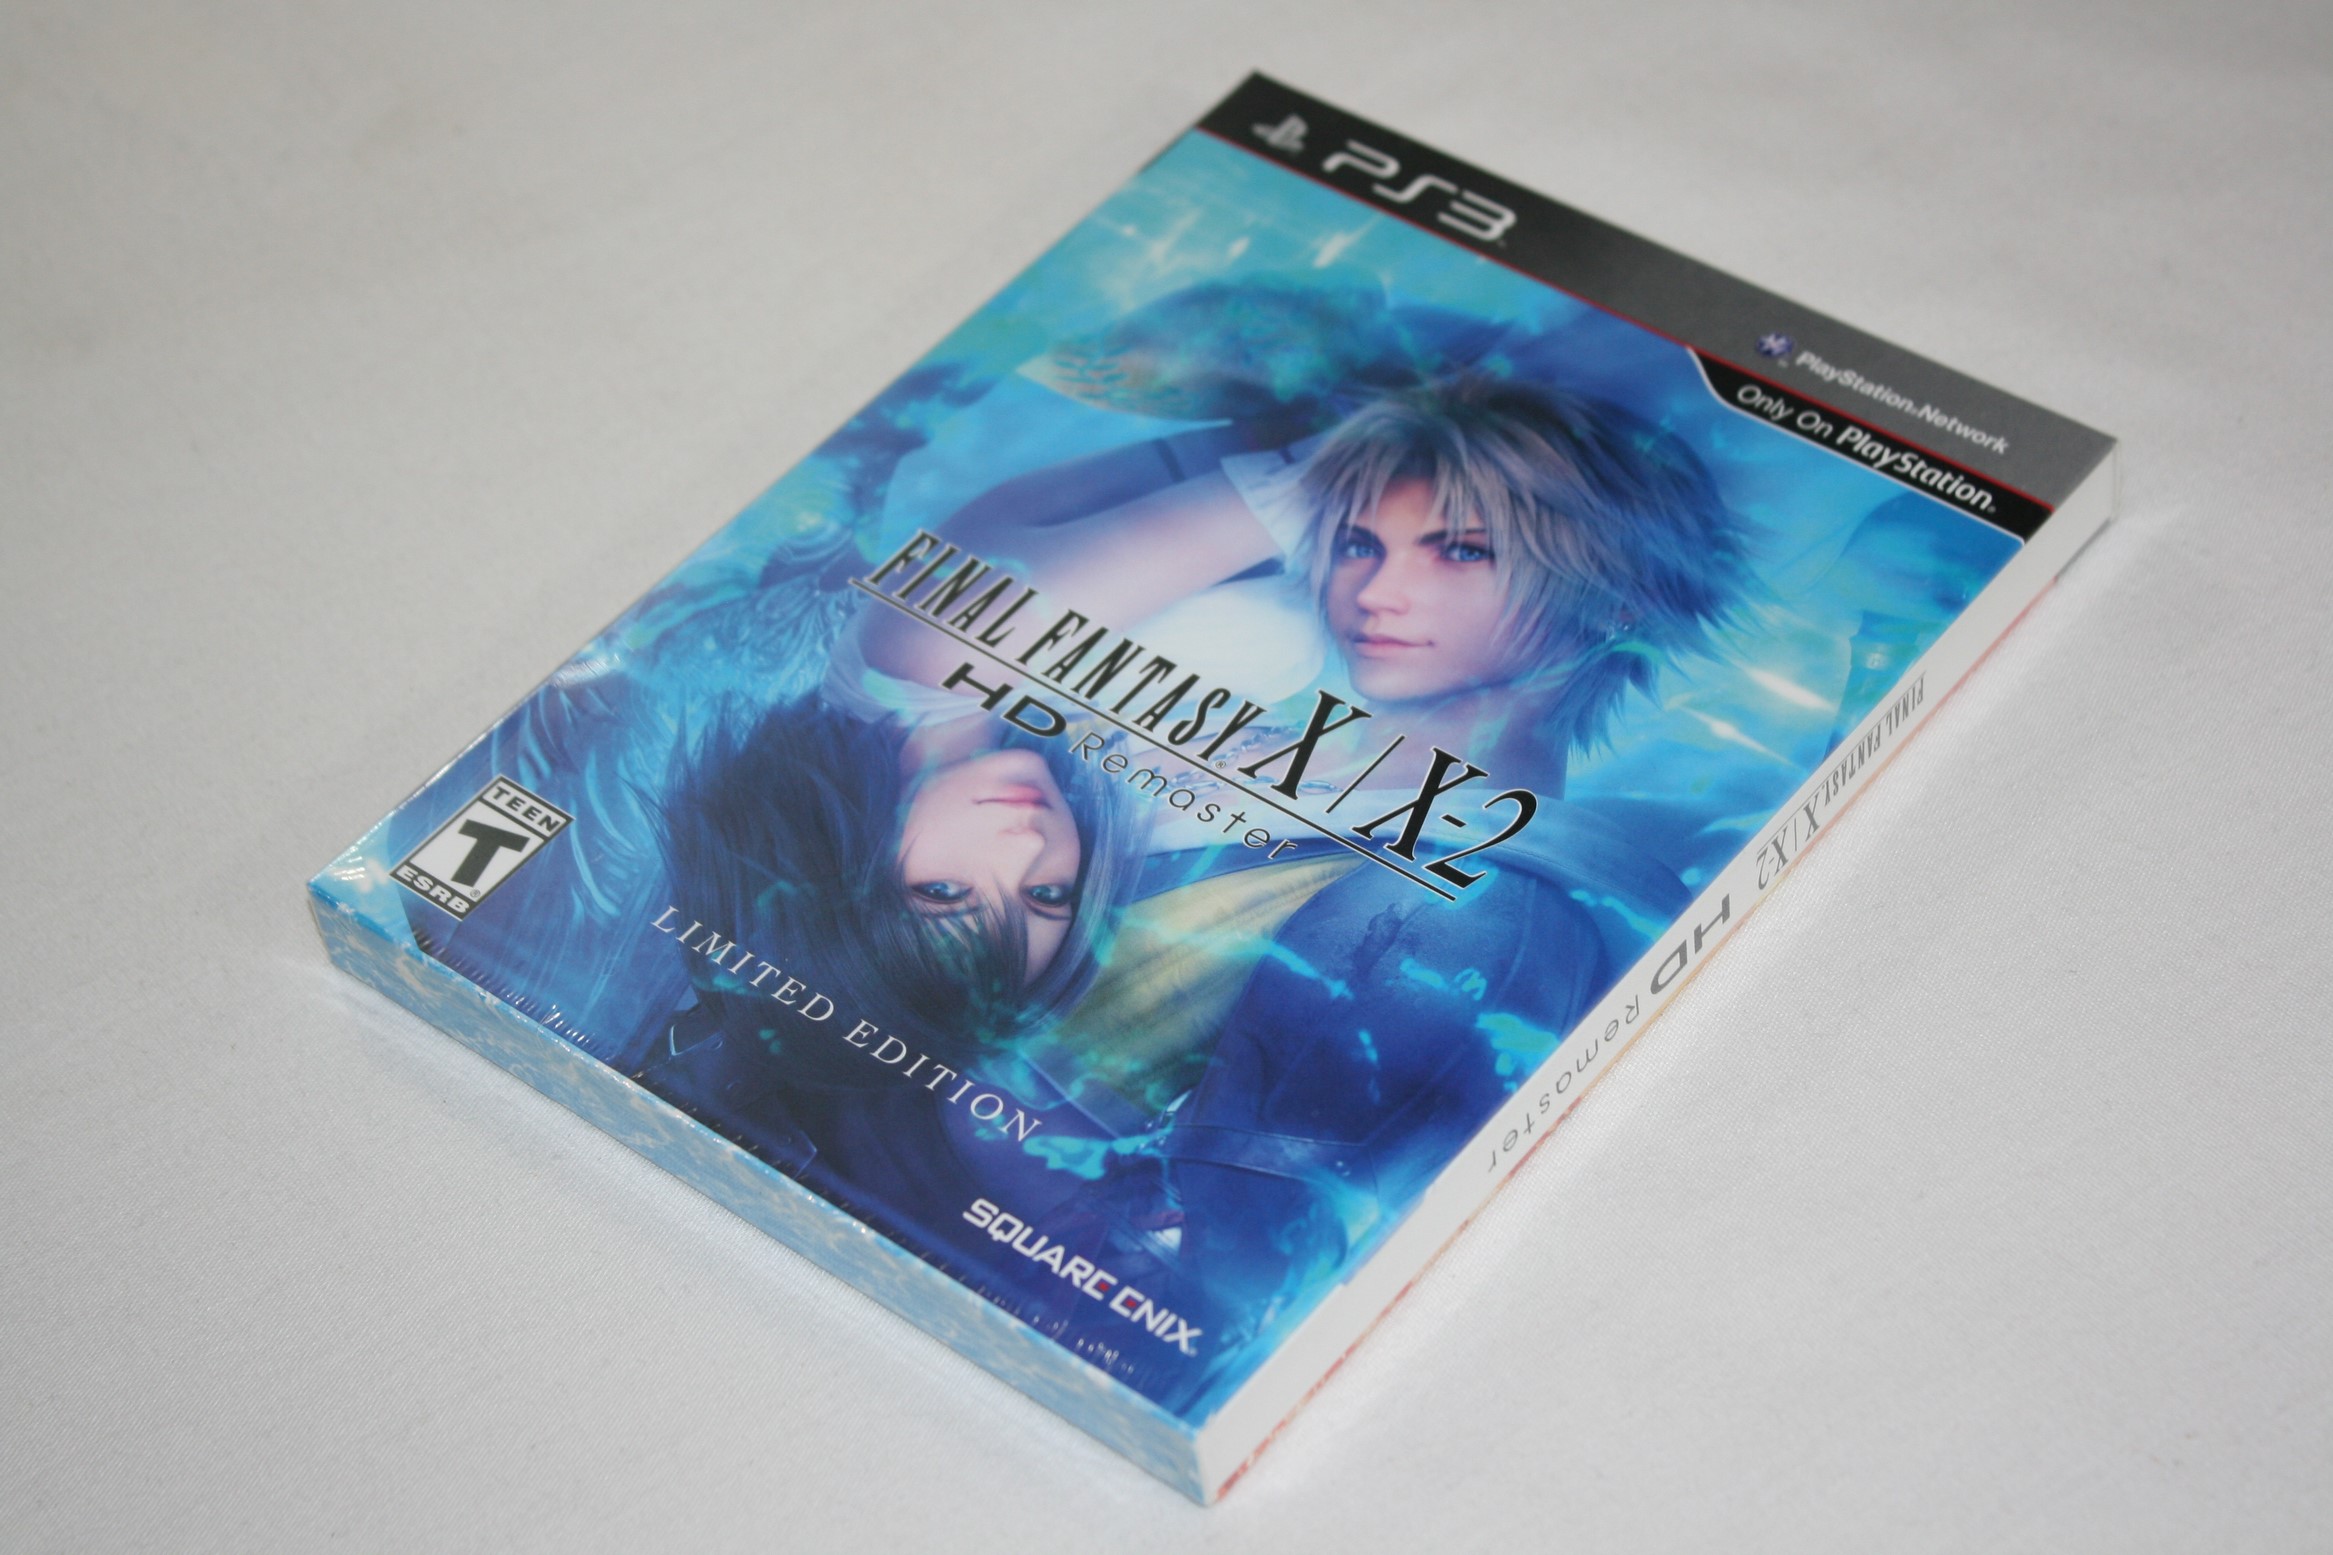 PS3
PlayStation®Network
Only On PlayStation®
FINAL FANTASY® X/X-2
HD Remaster
TEEN
T
ESRB
LIMITED EDITION
SQUARE ENIX®
FINAL FANTASY X/X-2 HD Remaster